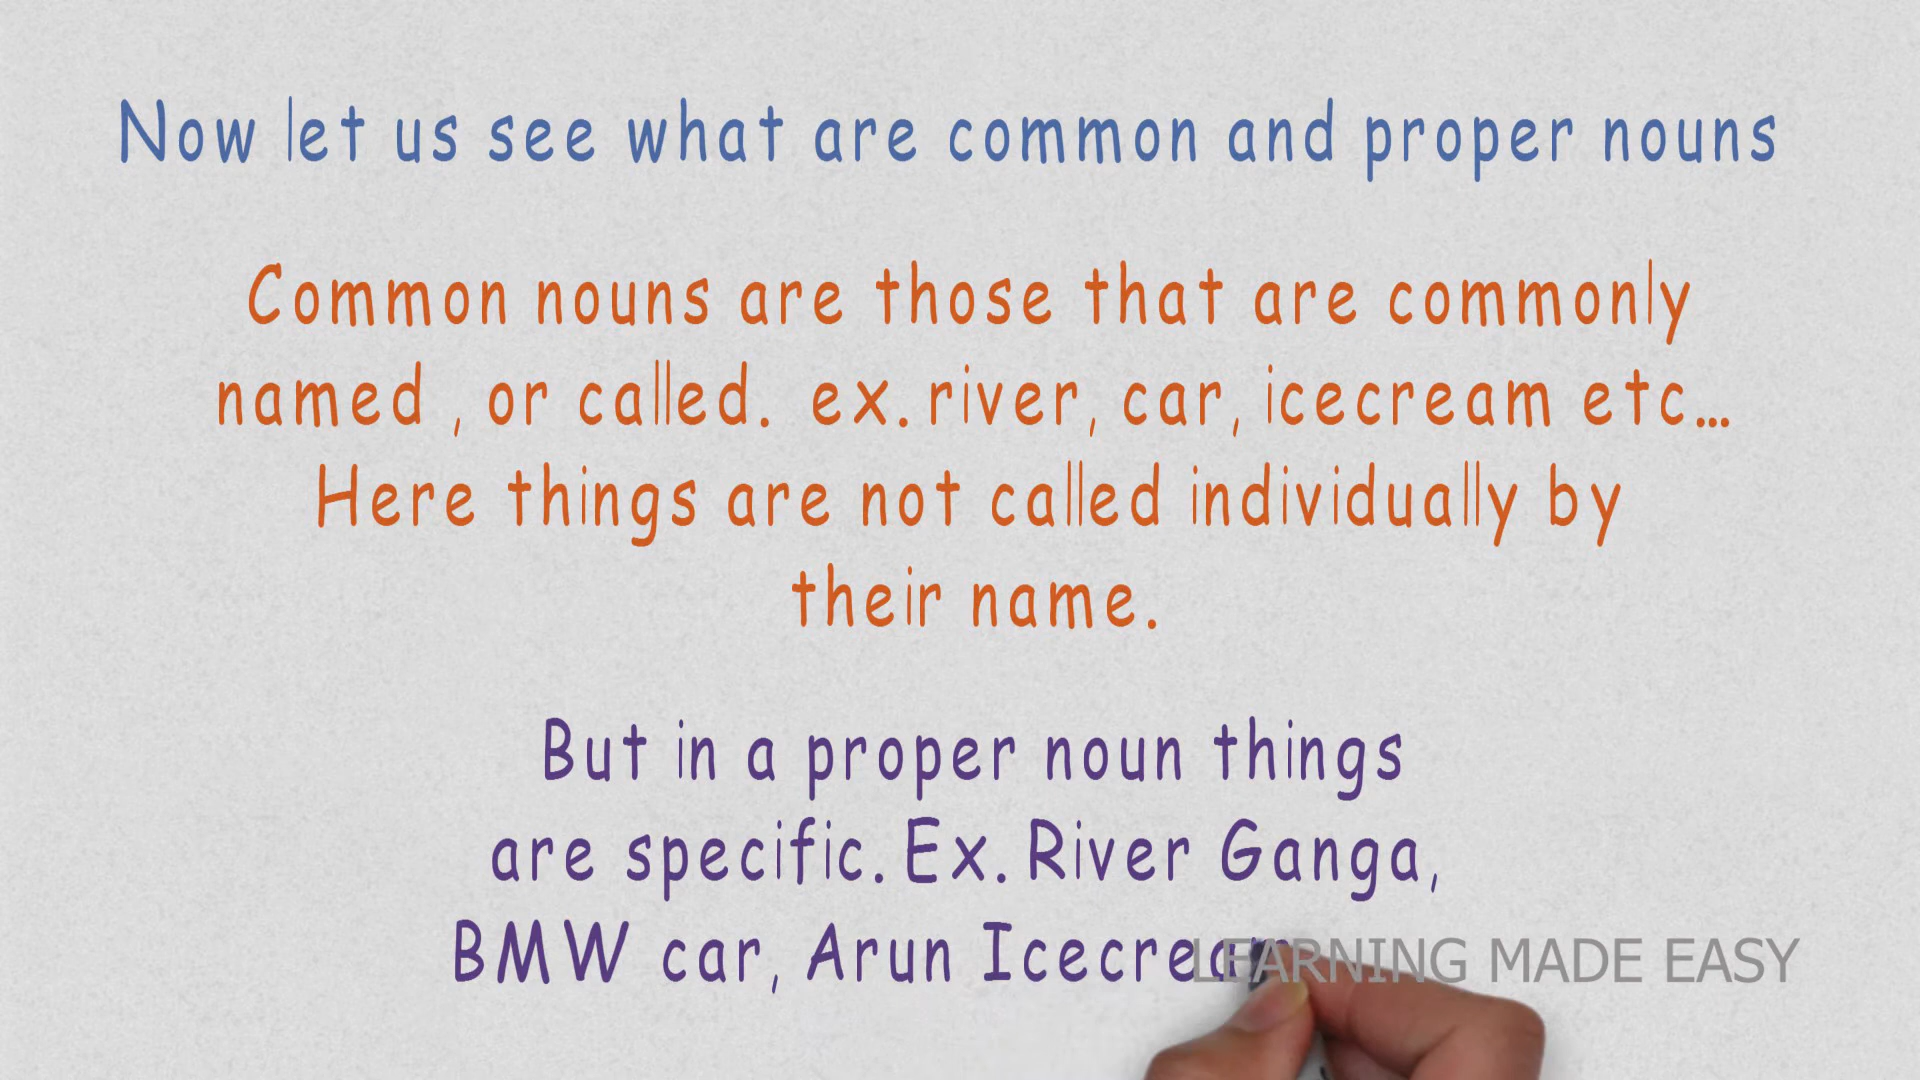 Now let us see what are common and proper nouns
Common nouns are those that are commonly
named , or called. ex. river, car, icecream etc...
Here things are not called individually by
their name.
But in a proper noun things
are specific. Ex. River Ganga,
BMW car, Arun
LEARNING MADE EASY